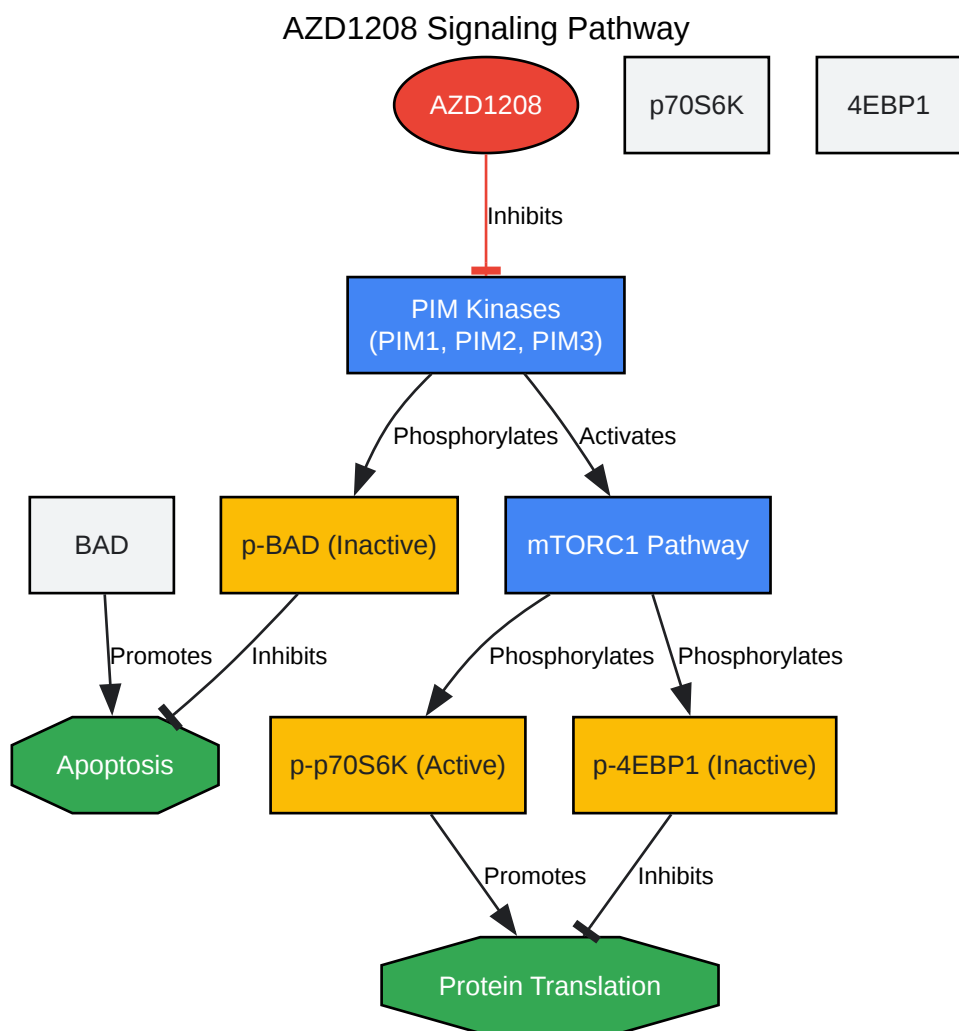 AZD1208 Signaling Pathway
AZD1208
p70S6K
4EBP1
Inhibits
PIM Kinases
(PIM1, PIM2, PIM3)
Phosphorylates
Activates
BAD
p-BAD (Inactive)
mTORC1 Pathway
Promotes
Inhibits
Phosphorylates
Phosphorylates
Apoptosis
p-p70S6K (Active)
p-4EBP1 (Inactive)
Promotes
Inhibits
Protein Translation